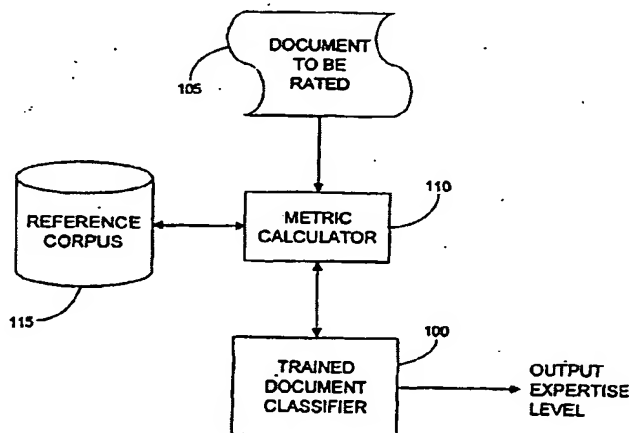 DOCUMENT
TO BE
RATED
105
REFERENCE
CORPUS
115
METRIC
CALCULATOR
110
100
TRAINED
DOCUMENT
CLASSIFIER
OUTPUT
EXPERTISE
LEVEL